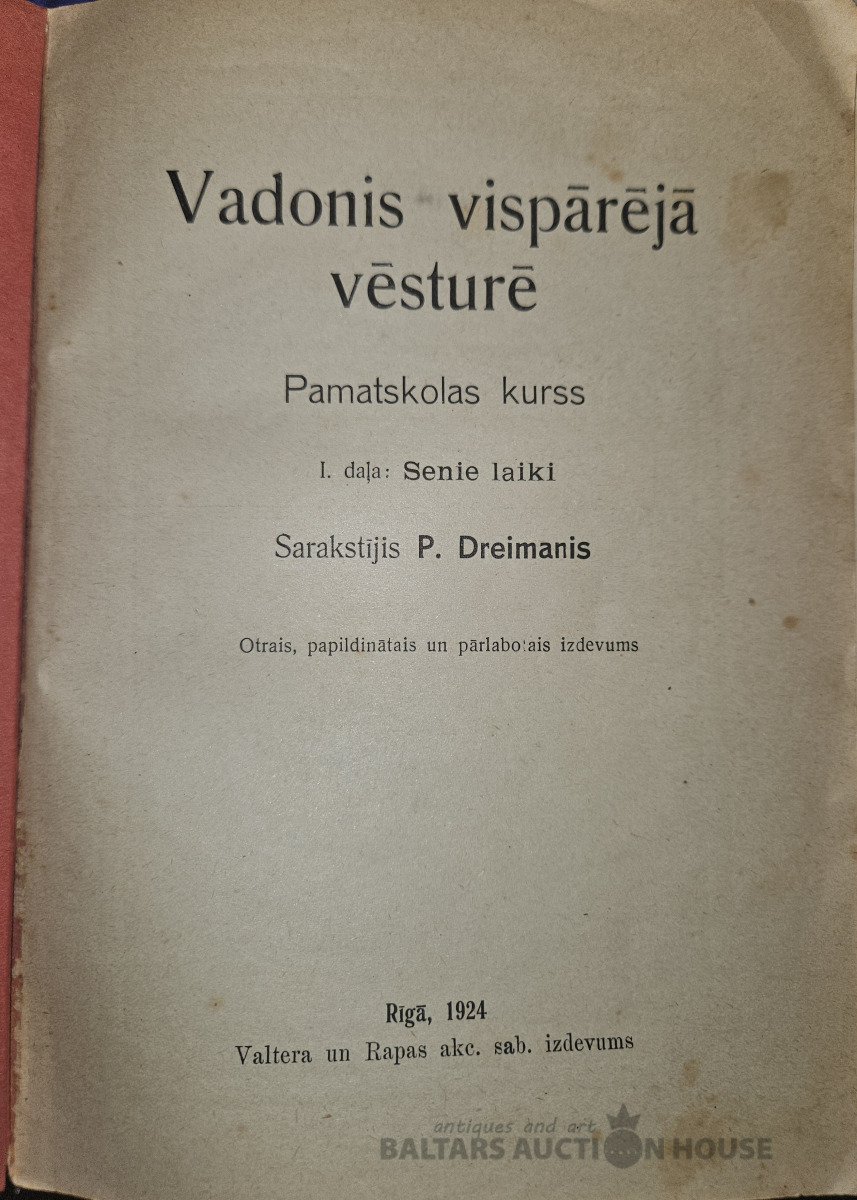 Vadonis vispārējā
vēsturē
Pamatskolas kurss
I. daļa: Senie laiki
Sarakstījis P. Dreimanis
Otrais, papildinātais un pārlabotais izdevums
Rīgā, 1924
Valtera un Rapas akc. sab. izdevums
antiques and art
BALTARS AUCTION HOUSE